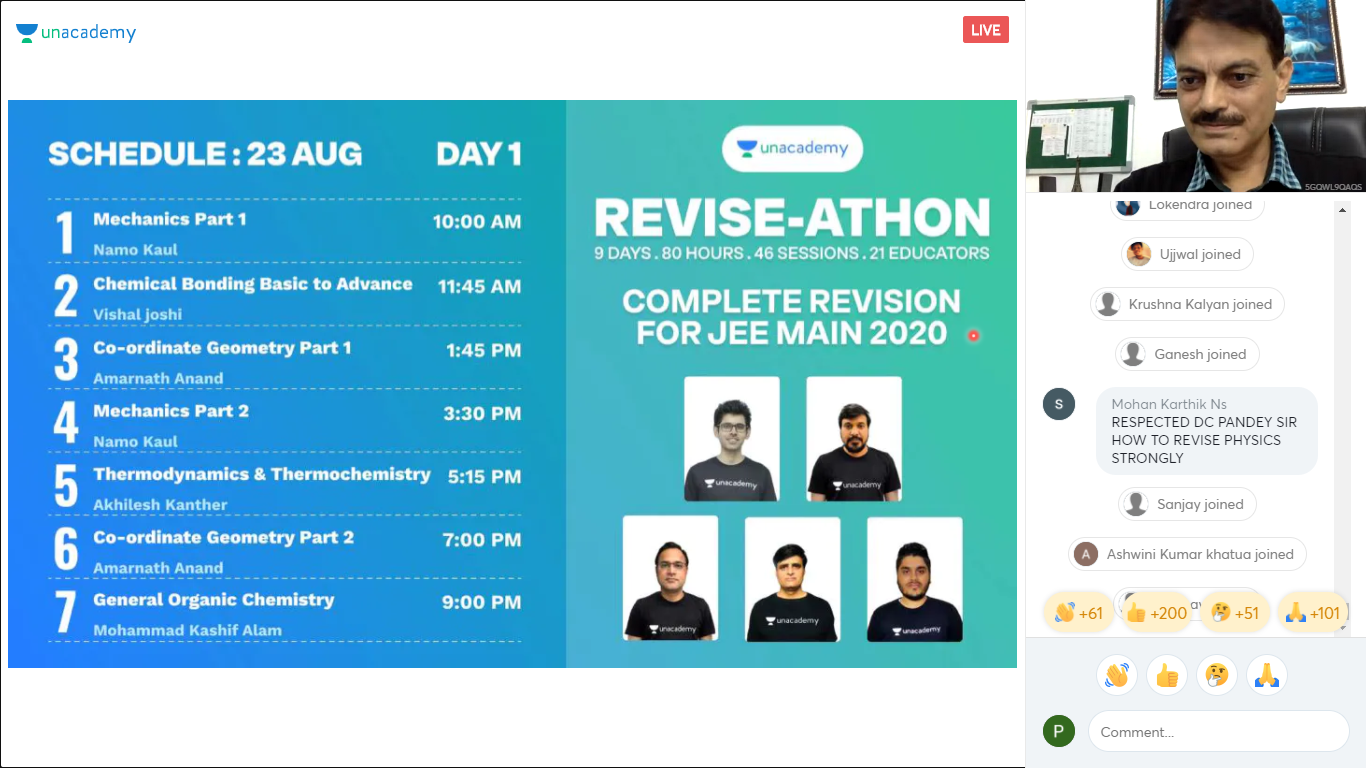 unacademy
LIVE
SCHEDULE : 23 AUG DAY 1
1 Mechanics Part 1 10:00 AM
Namo Kaul
2 Chemical Bonding Basic to Advance 11:45 AM
Vishal joshi
3 Co-ordinate Geometry Part 1 1:45 PM
Amarnath Anand
4 Mechanics Part 2 3:30 PM
Namo Kaul
5 Thermodynamics & Thermochemistry 5:15 PM
Akhilesh Kanther
6 Co-ordinate Geometry Part 2 7:00 PM
Amarnath Anand
7 General Organic Chemistry 9:00 PM
Mohammad Kashif Alam
unacademy
REVISE-ATHON
9 DAYS . 80 HOURS . 46 SESSIONS . 21 EDUCATORS
COMPLETE REVISION
FOR JEE MAIN 2020
unacademy
unacademy
unacademy
unacademy
unacademy
5GQWL9QAQS
Lokendra joined
Ujjwal joined
Krushna Kalyan joined
Ganesh joined
S
Mohan Karthik Ns
RESPECTED DC PANDEY SIR
HOW TO REVISE PHYSICS
STRONGLY
Sanjay joined
A Ashwini Kumar khatua joined
+61 +200 +51 +101
P Comment...